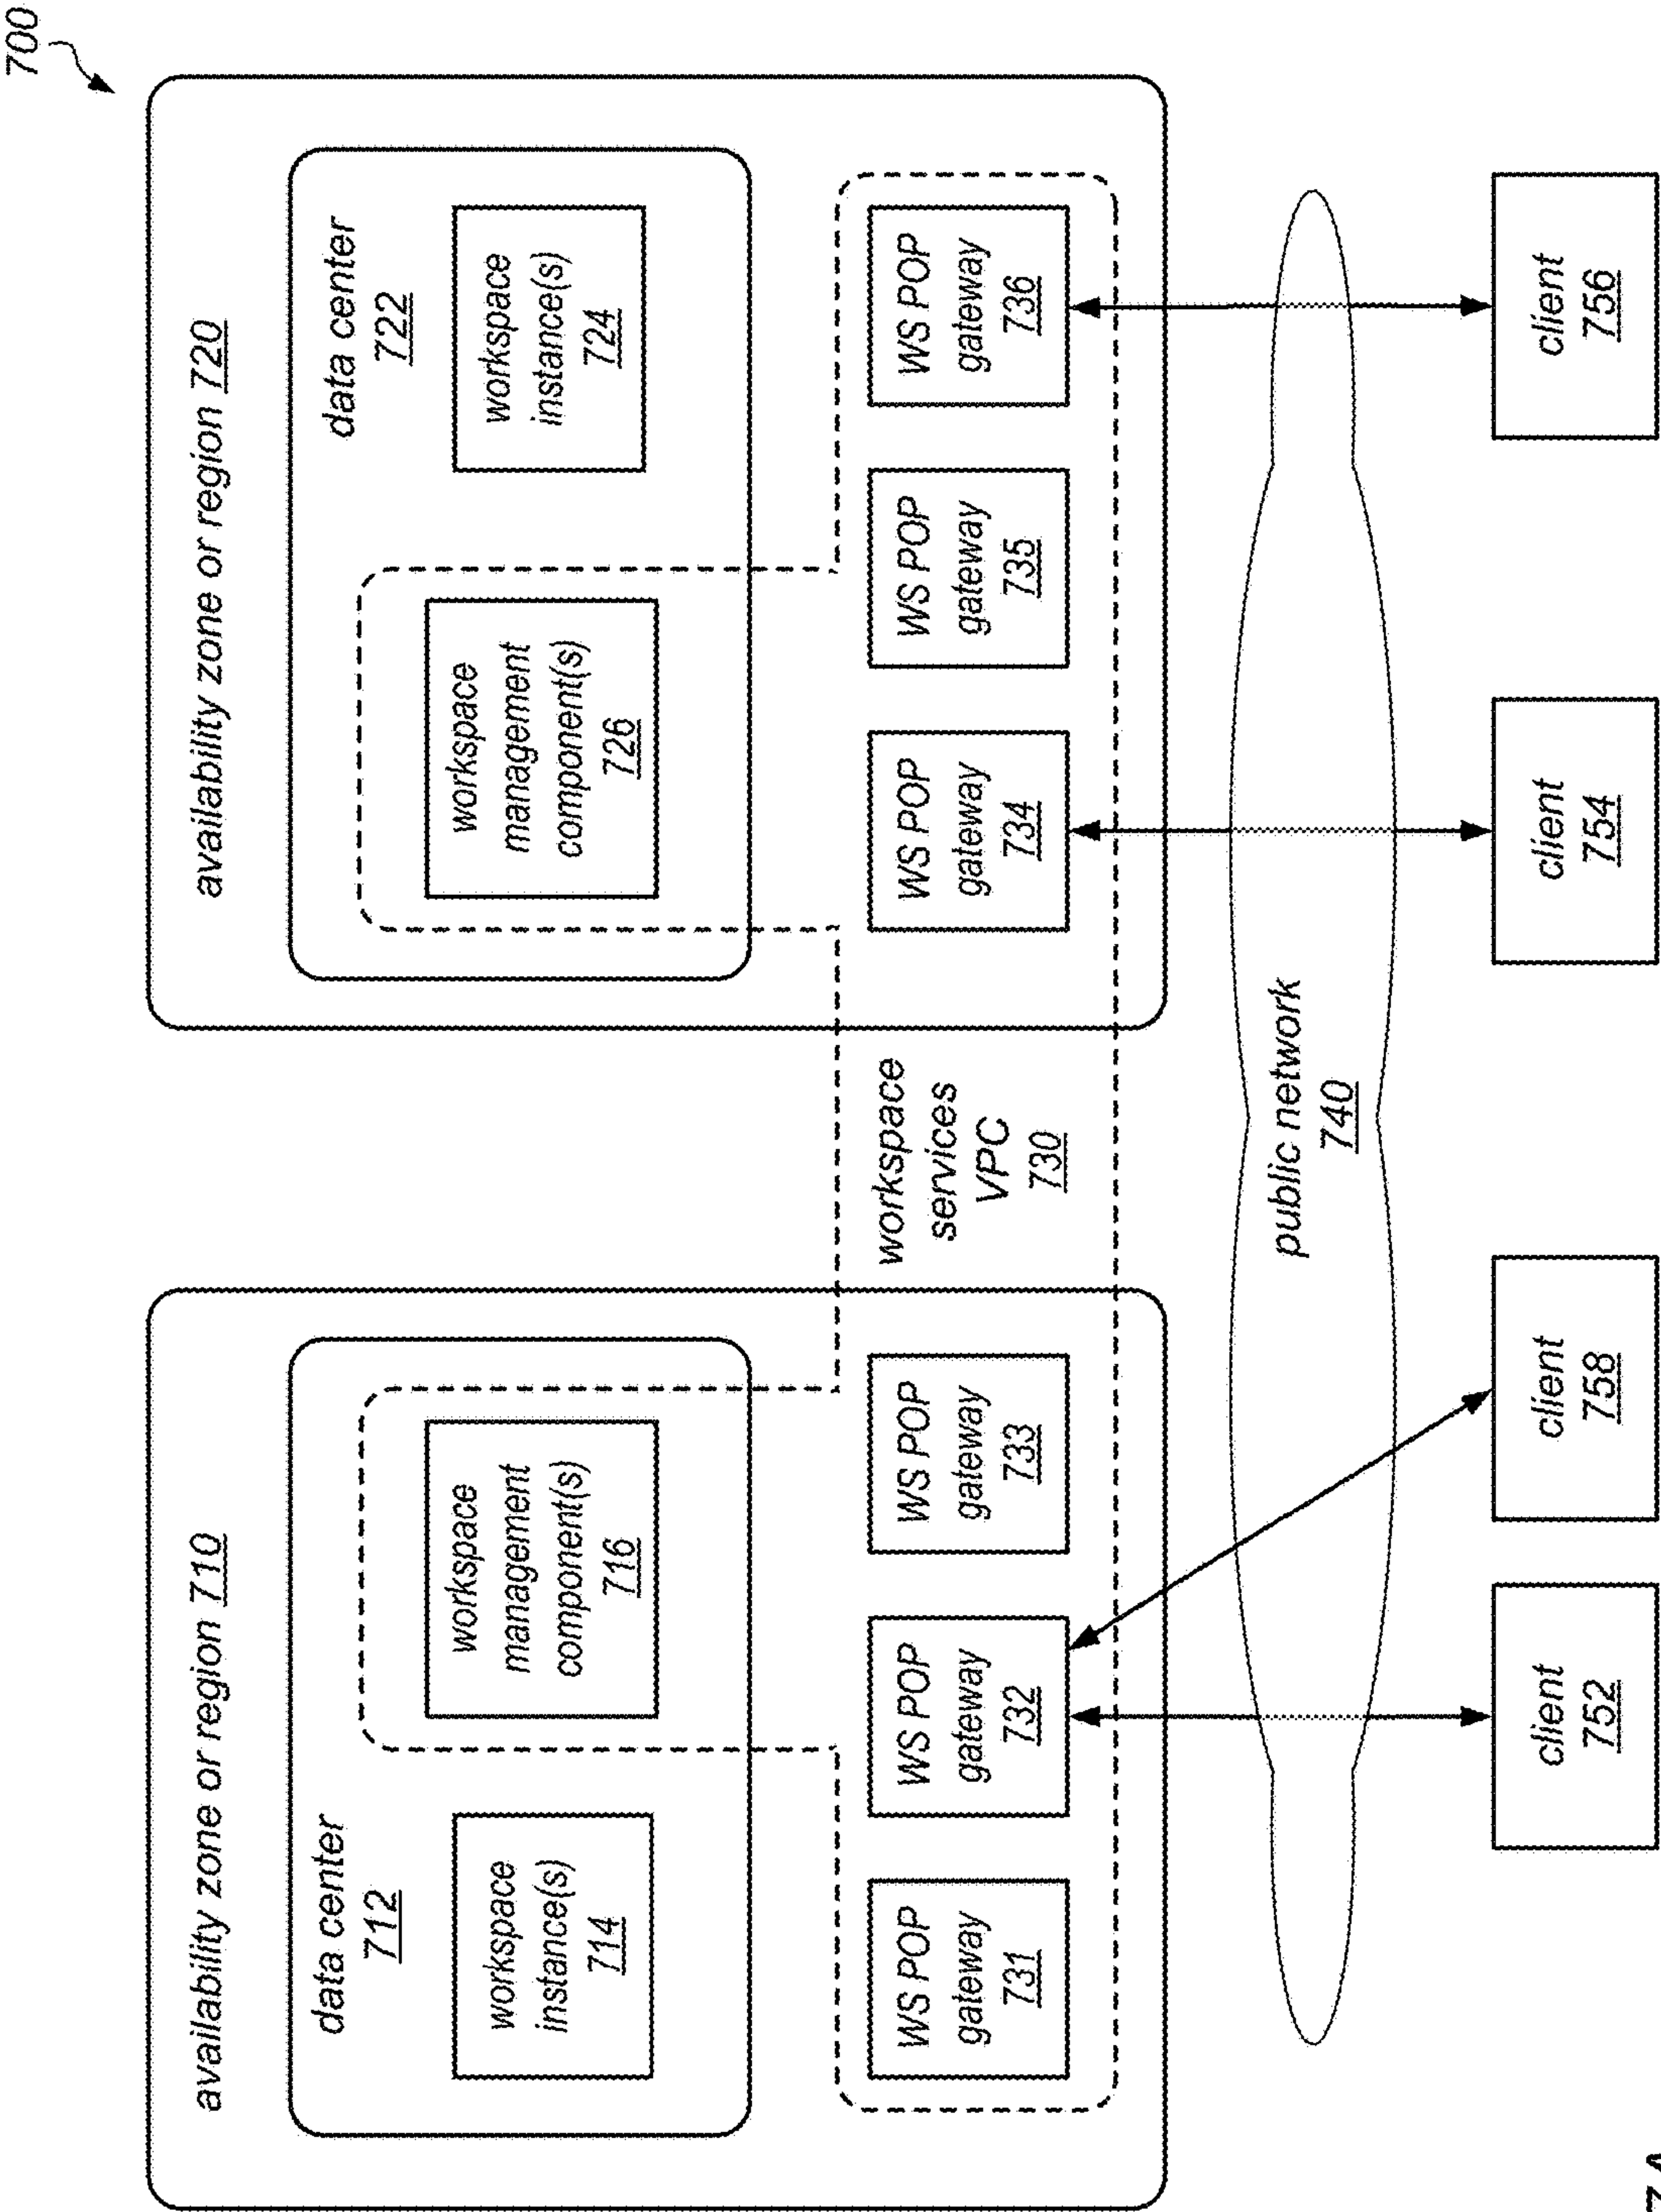 700
availability zone or region 710
availability zone or region 720
data center
712
workspace
instance(s)
714
workspace
management
component(s)
716
workspace
management
component(s)
726
data center
722
workspace
instance(s)
724
WS POP
gateway
731
WS POP
gateway
732
WS POP
gateway
733
workspace
services
VPC
730
WS POP
gateway
734
WS POP
gateway
735
WS POP
gateway
736
public network
740
client
752
client
758
client
754
client
756